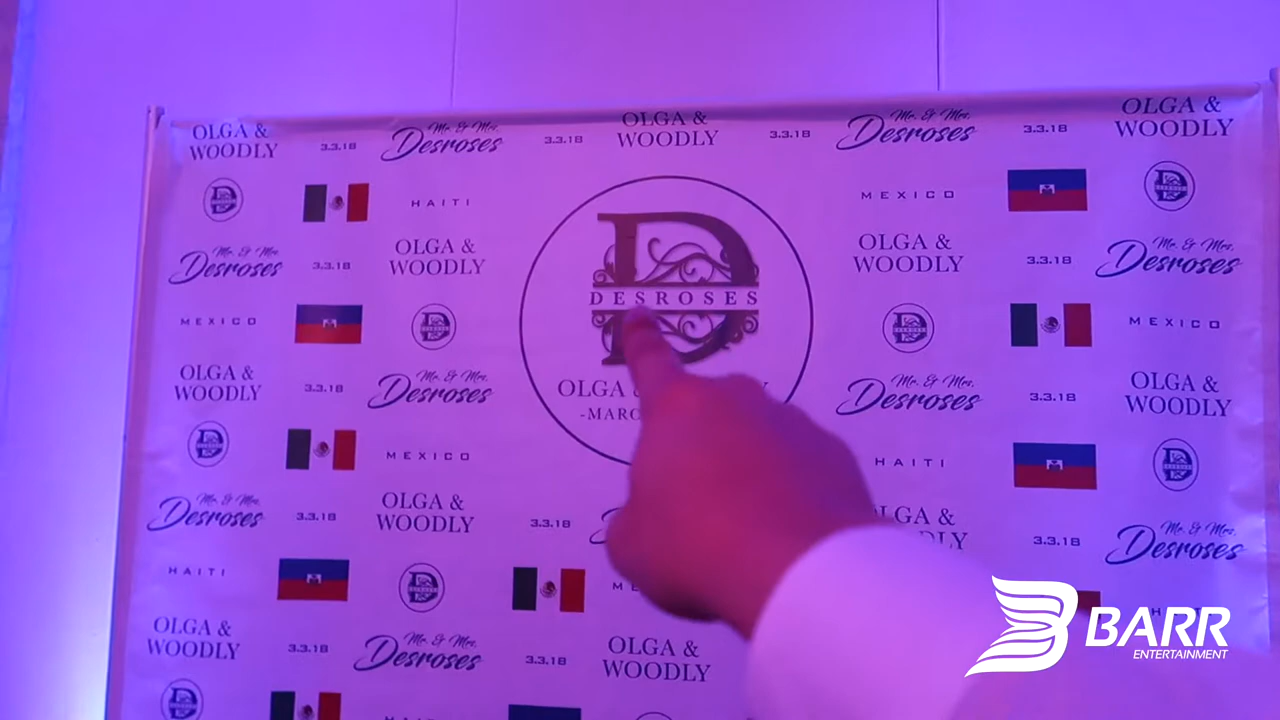 OLGA &
WOODLY
3.3.18
Mr. & Mrs.
Desroses
3.3.18
OLGA &
WOODLY
3.3.18
Mr. & Mrs.
Desroses
3.3.18
OLGA &
WOODLY
D
HAITI
MEXICO
D
Mr. & Mrs.
Desroses
3.3.18
OLGA &
WOODLY
D
DESROSES
OLGA &
OLGA &
WOODLY
3.3.18
Mr. & Mrs.
Desroses
MEXICO
D
D
MEXICO
OLGA &
WOODLY
3.3.18
Mr. & Mrs.
Desroses
Mr. & Mrs.
Desroses
3.3.18
OLGA &
WOODLY
D
MEXICO
HAITI
D
Mr. & Mrs.
Desroses
3.3.18
OLGA &
WOODLY
3.3.18
3.3.18
Mr. & Mrs.
Desroses
HAITI
D
OLGA &
WOODLY
3.3.18
Mr. & Mrs.
Desroses
3.3.18
OLGA &
WOODLY
D
BARR
ENTERTAINMENT